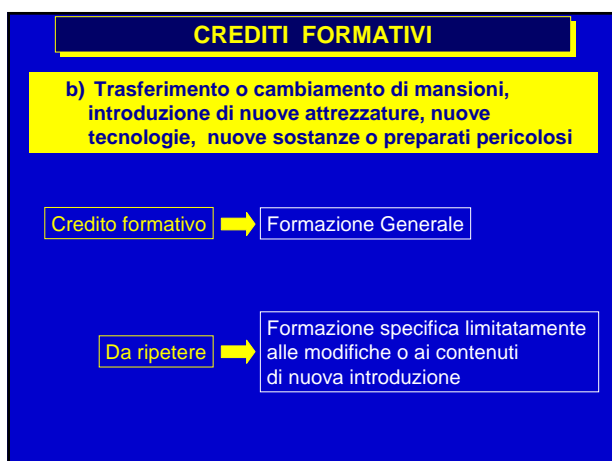 CREDITI FORMATIVI
b) Trasferimento o cambiamento di mansioni,
introduzione di nuove attrezzature, nuove
tecnologie, nuove sostanze o preparati pericolosi
Credito formativo
Formazione Generale
Da ripetere
Formazione specifica limitatamente
alle modifiche o ai contenuti
di nuova introduzione